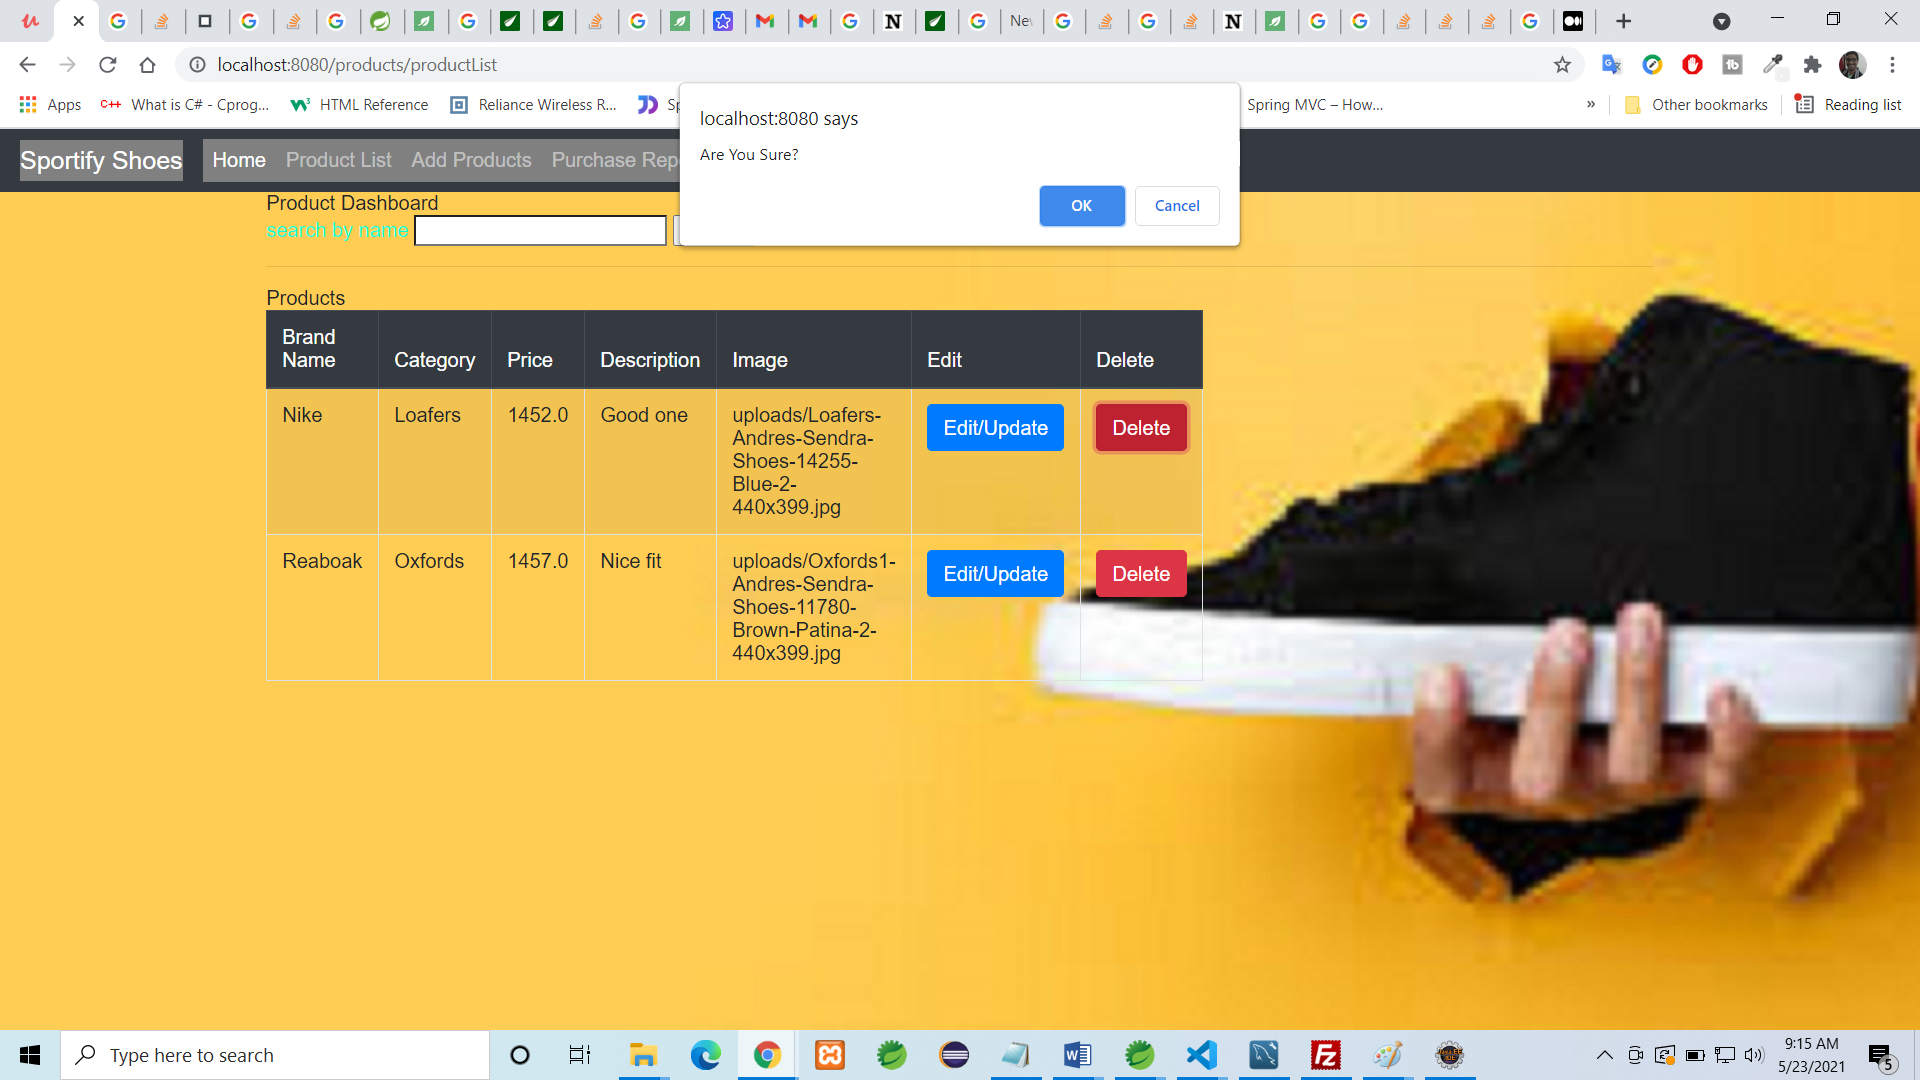 localhost:8080/products/productList
Apps
C++ What is C# - Cprog...
HTML Reference
Reliance Wireless R...
Sp
Spring MVC – How...
»
Other bookmarks
Reading list
localhost:8080 says
Are You Sure?
OK
Cancel
Sportify Shoes
Home
Product List
Add Products
Purchase Rep
Product Dashboard
search by name
Products
Brand Name
Category
Price
Description
Image
Edit
Delete
Nike
Loafers
1452.0
Good one
uploads/Loafers-
Andres-Sendra-
Shoes-14255-
Blue-2-
440x399.jpg
Edit/Update
Delete
Reaboak
Oxfords
1457.0
Nice fit
uploads/Oxfords1-
Andres-Sendra-
Shoes-11780-
Brown-Patina-2-
440x399.jpg
Edit/Update
Delete
Type here to search
9:15 AM
5/23/2021
5